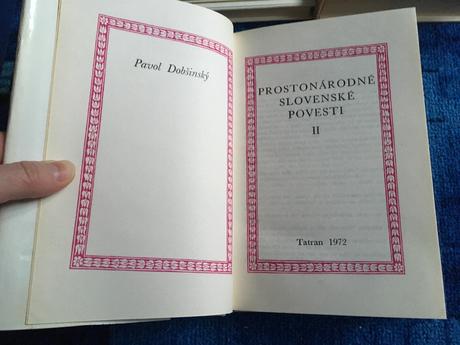 Pavol Dobšinský
PROSTONÁRODNÉ
SLOVENSKÉ
POVESTI
II
Tatran 1972